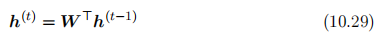 h⁽ᵗ⁾ = W⊤h⁽ᵗ⁻¹⁾ (10.29)